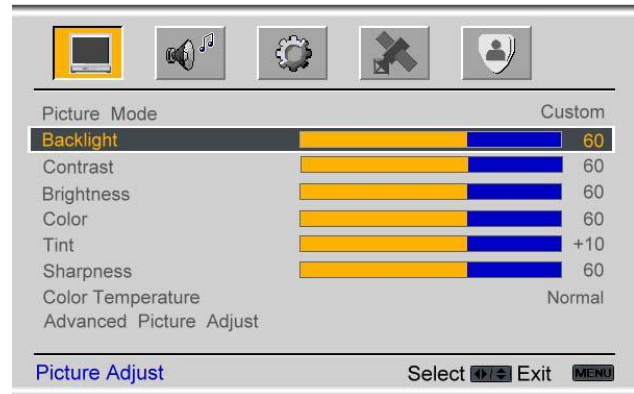 Picture Mode Custom
Backlight 60
Contrast 60
Brightness 60
Color 60
Tint +10
Sharpness 60
Color Temperature Normal
Advanced Picture Adjust
Picture Adjust Select Exit MENU